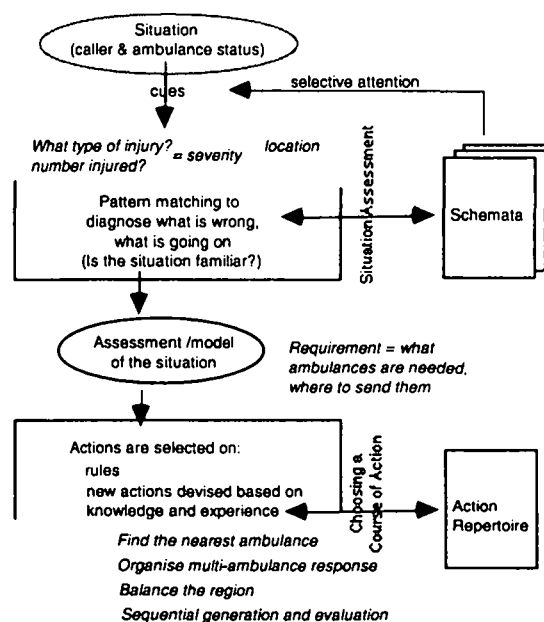 Situation
(caller & ambulance status)
selective attention
cues
What type of injury?
number injured?
= severity
location
Pattern matching to
diagnose what is wrong,
what is going on
(Is the situation familiar?)
Situation Assessment
Schemata
Assessment /model
of the situation
Requirement = what
ambulances are needed,
where to send them
Actions are selected on:
rules
new actions devised based on
knowledge and experience
Choosing a
Course of Action
Action
Repertoire
Find the nearest ambulance
Organise multi-ambulance response
Balance the region
Sequential generation and evaluation